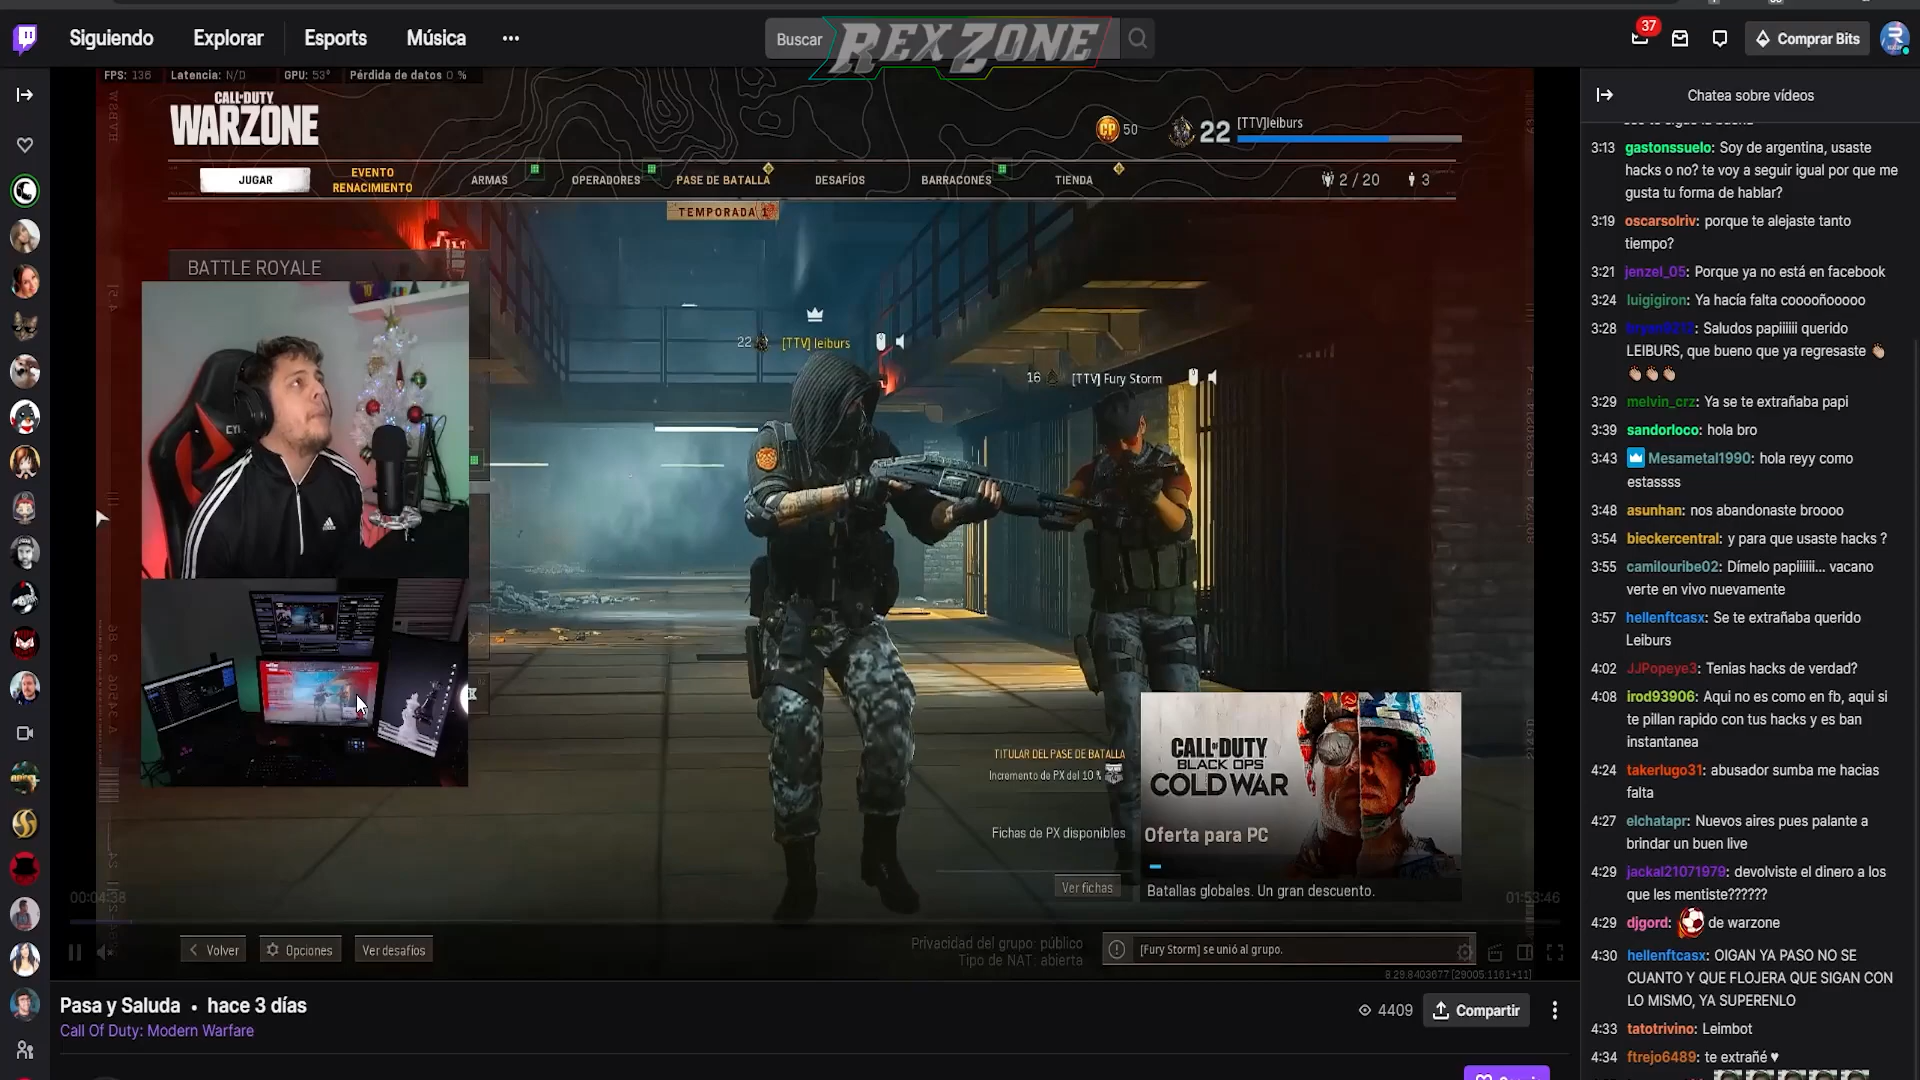 Siguiendo
Explorar
Esports
Música
Buscar
REX ZONE
37
Comprar Bits
FPS: 136
Latencia: N/D
GPU: 53°
Pérdida de datos 0 %
CALL OF DUTY
WARZONE
CP 50
22
[TTV]leiburs
JUGAR
EVENTO
RENACIMIENTO
ARMAS
OPERADORES
PASE DE BATALLA
DESAFÍOS
BARRACONES
TIENDA
2 / 20
3
TEMPORADA 1
BATTLE ROYALE
22
[TTV] leiburs
16
[TTV] Fury Storm
TITULAR DEL PASE DE BATALLA
Incremento de PX del 10 %
Fichas de PX disponibles
Ver fichas
CALL OF DUTY
BLACK OPS
COLD WAR
Oferta para PC
Batallas globales. Un gran descuento.
00:04:38
01:53:46
Volver
Opciones
Ver desafíos
Privacidad del grupo: público
Tipo de NAT: abierta
[Fury Storm] se unió al grupo.
8.29.8403677 [29005:1161+11]
Pasa y Saluda • hace 3 días
Call Of Duty: Modern Warfare
4409
Compartir
Chatea sobre vídeos
3:13 gastonssuelo: Soy de argentina, usaste
hacks o no? te voy a seguir igual por que me
gusta tu forma de hablar?
3:19 oscarsolriv: porque te alejaste tanto
tiempo?
3:21 jenzel_05: Porque ya no está en facebook
3:24 luigigiron: Ya hacía falta cooooñooooo
3:28 Saludos papiiiiii querido
LEIBURS, que bueno que ya regresaste
3:29 melvin_crz: Ya se te extrañaba papi
3:39 sandorloco: hola bro
3:43 Mesametal1990: hola reyy como
estassss
3:48 asunhan: nos abandonaste broooo
3:54 bieckercentral: y para que usaste hacks ?
3:55 camilouribe02: Dímelo papiiiiii... vacano
verte en vivo nuevamente
3:57 hellenftcasx: Se te extrañaba querido
Leiburs
4:02 JJPopeye3: Tenias hacks de verdad?
4:08 irod93906: Aqui no es como en fb, aqui si
te pillan rapido con tus hacks y es ban
instantanea
4:24 takerlugo31: abusador sumba me hacias
falta
4:27 elchatapr: Nuevos aires pues palante a
brindar un buen live
4:29 jackal21071979: devolviste el dinero a los
que les mentiste??????
4:29 djgord: de warzone
4:30 hellenftcasx: OIGAN YA PASO NO SE
CUANTO Y QUE FLOJERA QUE SIGAN CON
LO MISMO, YA SUPERENLO
4:33 tatotrivino: Leimbot
4:34 ftrejo6489: te extrañé ♥